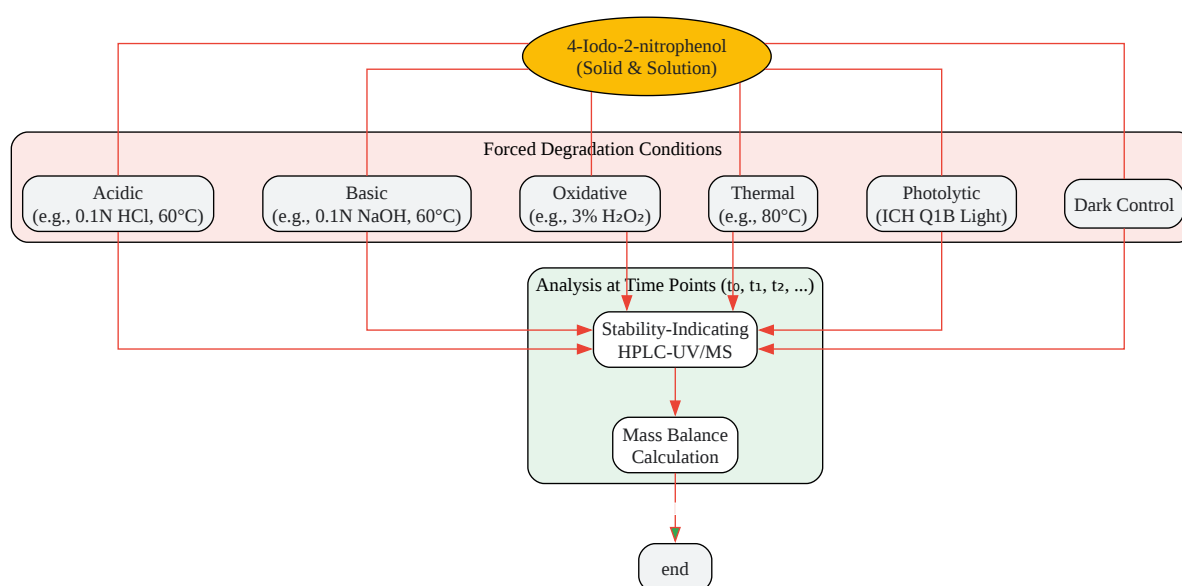 4-Iodo-2-nitrophenol
(Solid & Solution)
Forced Degradation Conditions
Acidic
(e.g., 0.1N HCl, 60°C)
Basic
(e.g., 0.1N NaOH, 60°C)
Oxidative
(e.g., 3% H₂O₂)
Thermal
(e.g., 80°C)
Photolytic
(ICH Q1B Light)
Dark Control
Analysis at Time Points (t₀, t₁, t₂, ...)
Stability-Indicating
HPLC-UV/MS
Mass Balance
Calculation
end